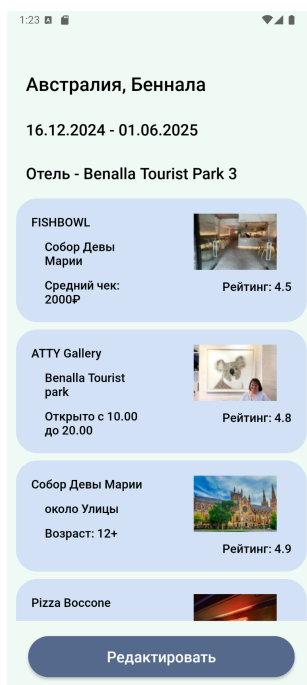 1:23
Австралия, Беннала
16.12.2024 - 01.06.2025
Отель - Benalla Tourist Park 3
FISHBOWL
Собор Девы
Марии
Средний чек:
2000₽
Рейтинг: 4.5
ATTY Gallery
Benalla Tourist
park
Открыто с 10.00
до 20.00
Рейтинг: 4.8
Собор Девы Марии
около Улицы
Возраст: 12+
Рейтинг: 4.9
Pizza Boccone
Редактировать